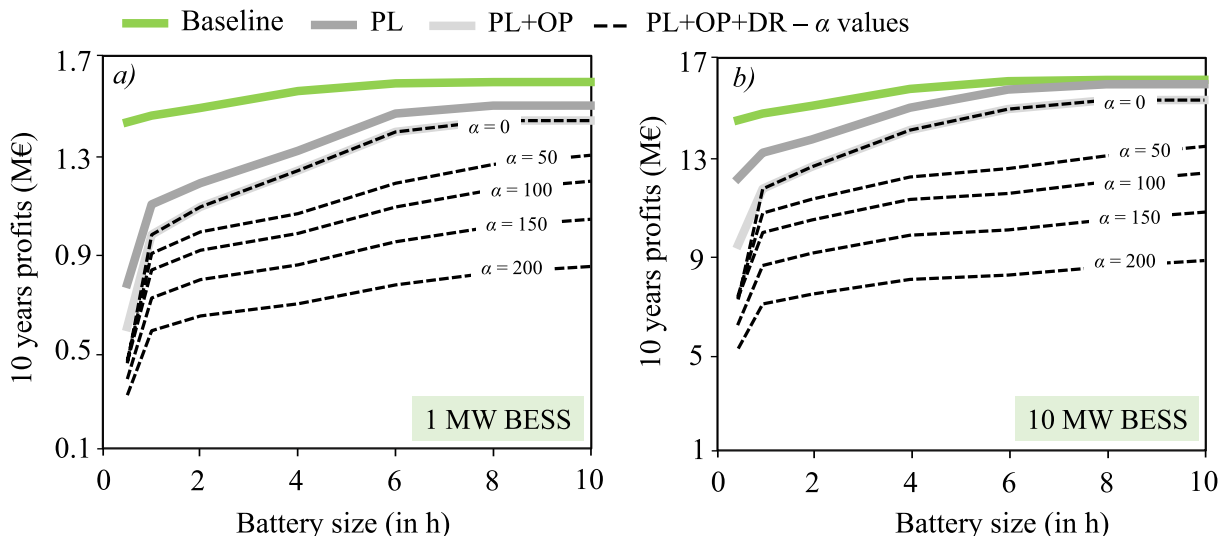 Baseline PL PL+OP PL+OP+DR – α values
a)
10 years profits (M€)
1.7
1.3
0.9
0.5
0.1
α = 0
α = 50
α = 100
α = 150
α = 200
1 MW BESS
0 2 4 6 8 10
Battery size (in h)
b)
10 years profits (M€)
17
13
9
5
1
α = 0
α = 50
α = 100
α = 150
α = 200
10 MW BESS
0 2 4 6 8 10
Battery size (in h)